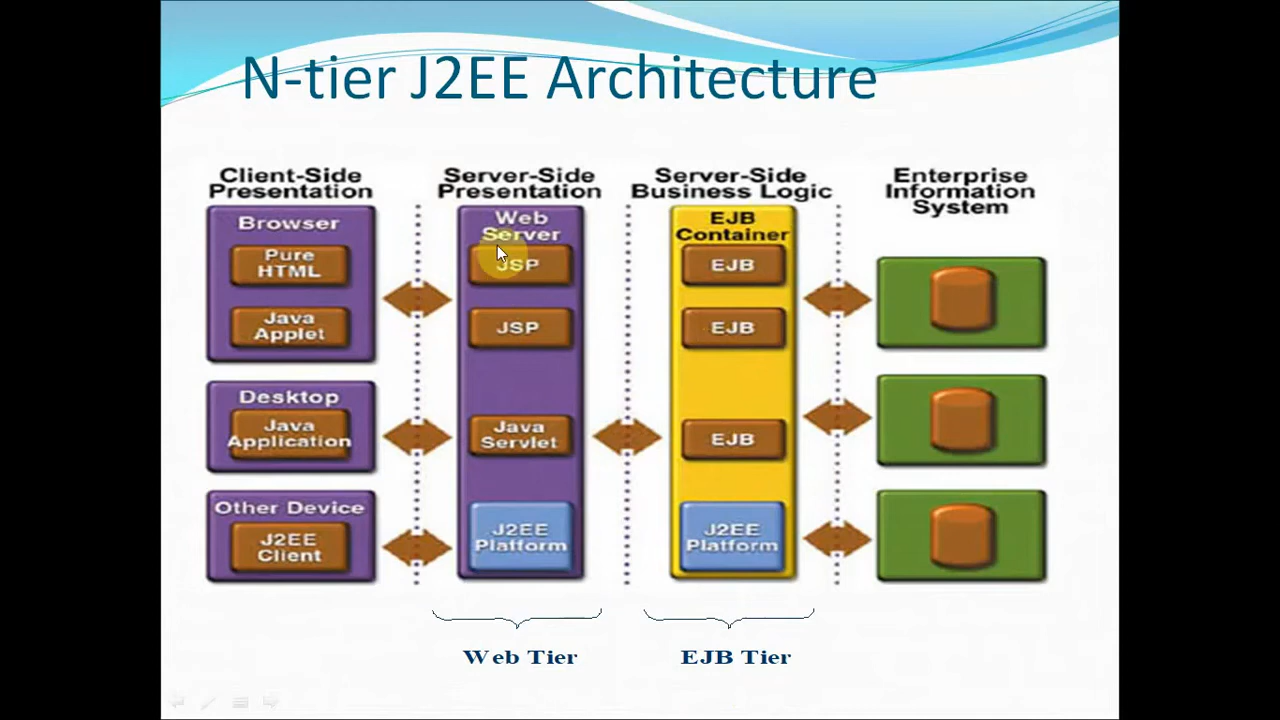 N-tier J2EE Architecture
Client-Side
Presentation
Browser
Pure
HTML
Java
Applet
Desktop
Java
Application
Other Device
J2EE
Client
Server-Side
Presentation
Web
Server
JSP
JSP
Java
Servlet
J2EE
Platform
Web Tier
Server-Side
Business Logic
EJB
Container
EJB
EJB
EJB
J2EE
Platform
EJB Tier
Enterprise
Information
System